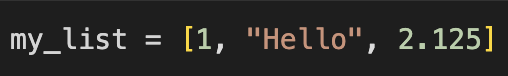 my_list = [1, "Hello", 2.125]